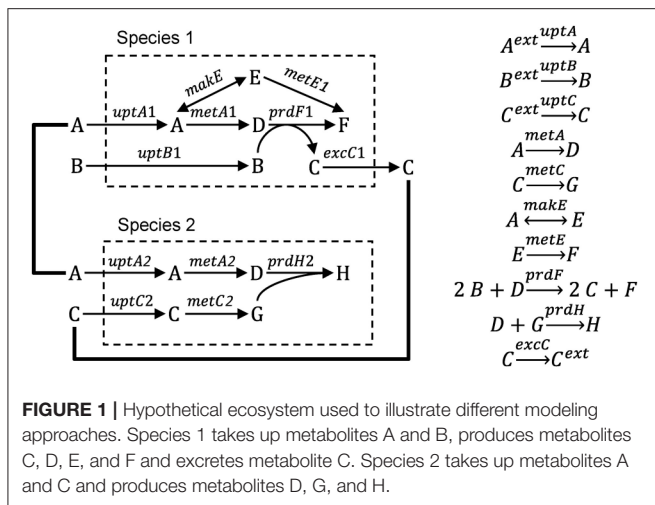 Species 1
makE E metE1
A uptA1 A metA1 D prdF1 F
B uptB1 B C excC1 C
Species 2
A uptA2 A metA2 D prdH2 H
C uptC2 C metC2 G
A^ext uptA→ A
B^ext uptB→ B
C^ext uptC→ C
A metA→ D
C metC→ G
A makE↔ E
E metE→ F
2 B + D prdF→ 2 C + F
D + G prdH→ H
C excC→ C^ext
FIGURE 1 | Hypothetical ecosystem used to illustrate different modeling
approaches. Species 1 takes up metabolites A and B, produces metabolites
C, D, E, and F and excretes metabolite C. Species 2 takes up metabolites A
and C and produces metabolites D, G, and H.